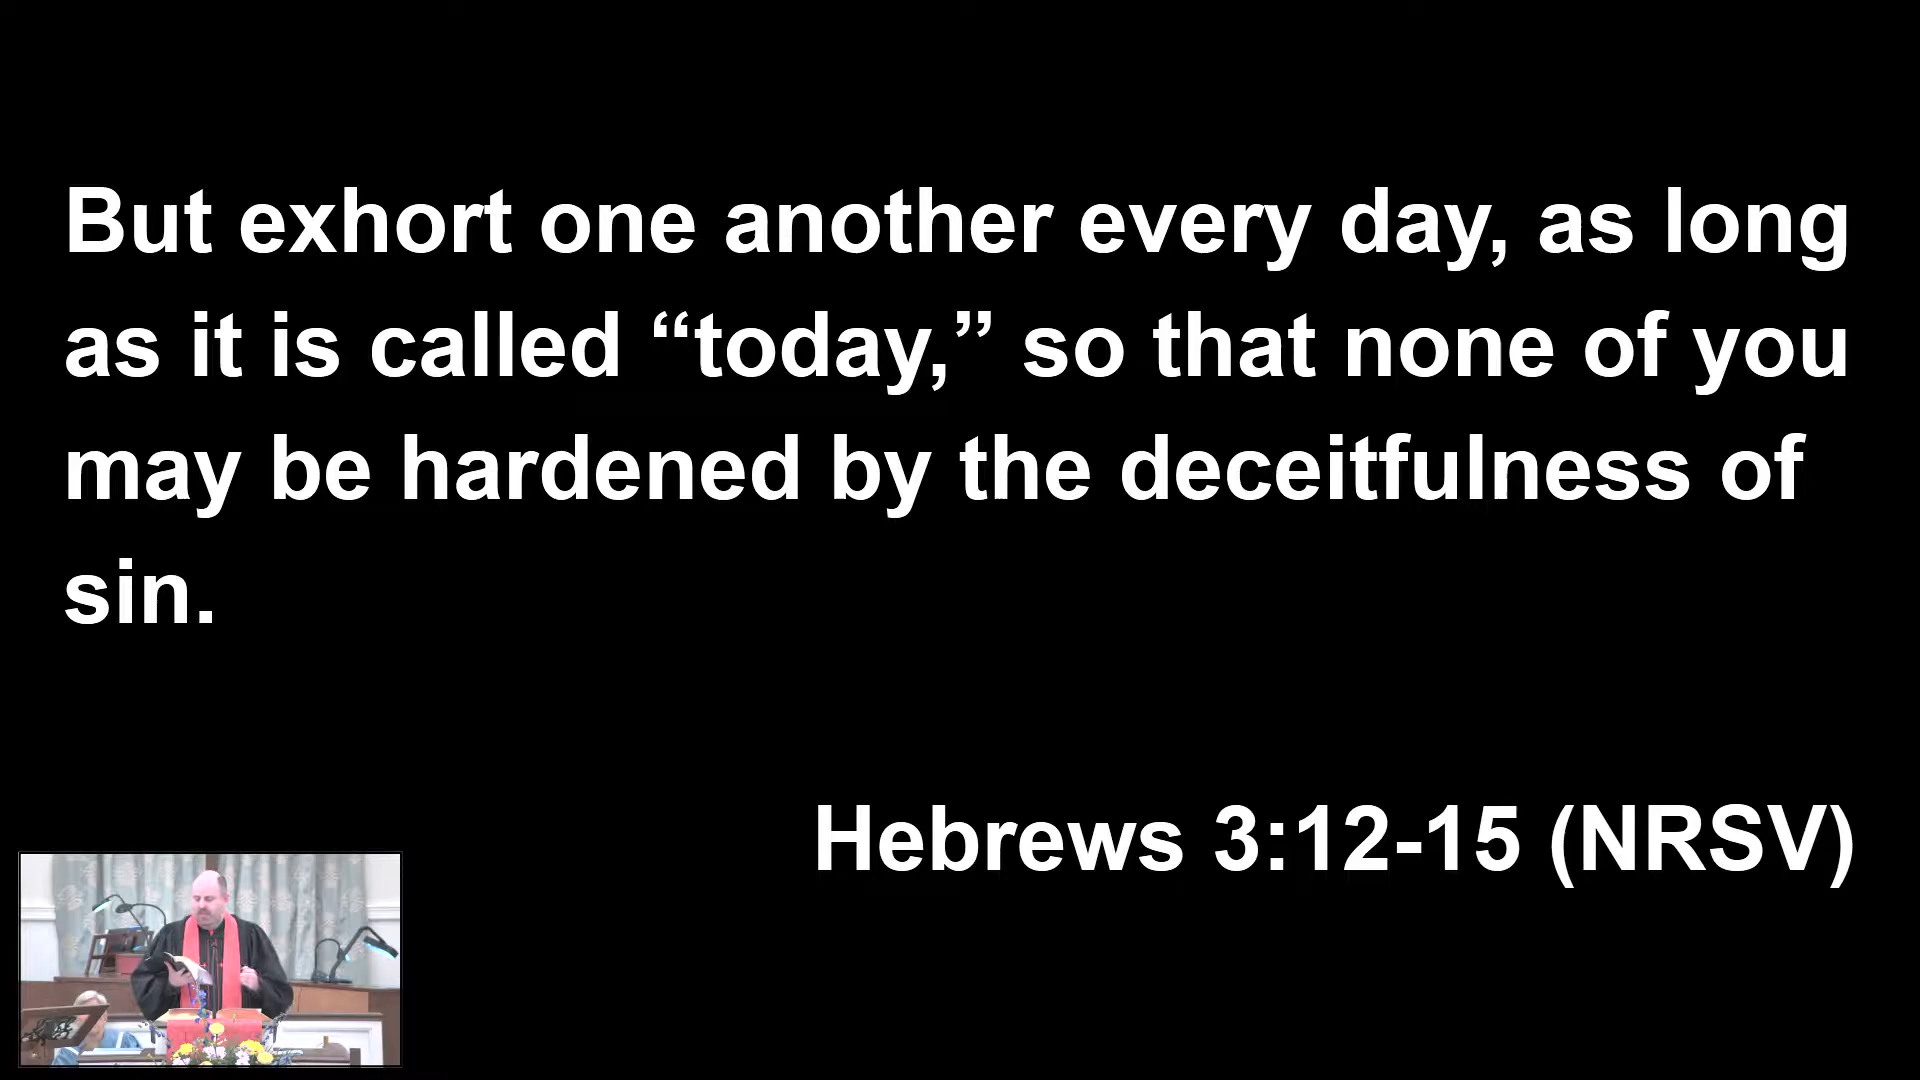 But exhort one another every day, as long
as it is called “today,” so that none of you
may be hardened by the deceitfulness of
sin.
Hebrews 3:12-15 (NRSV)